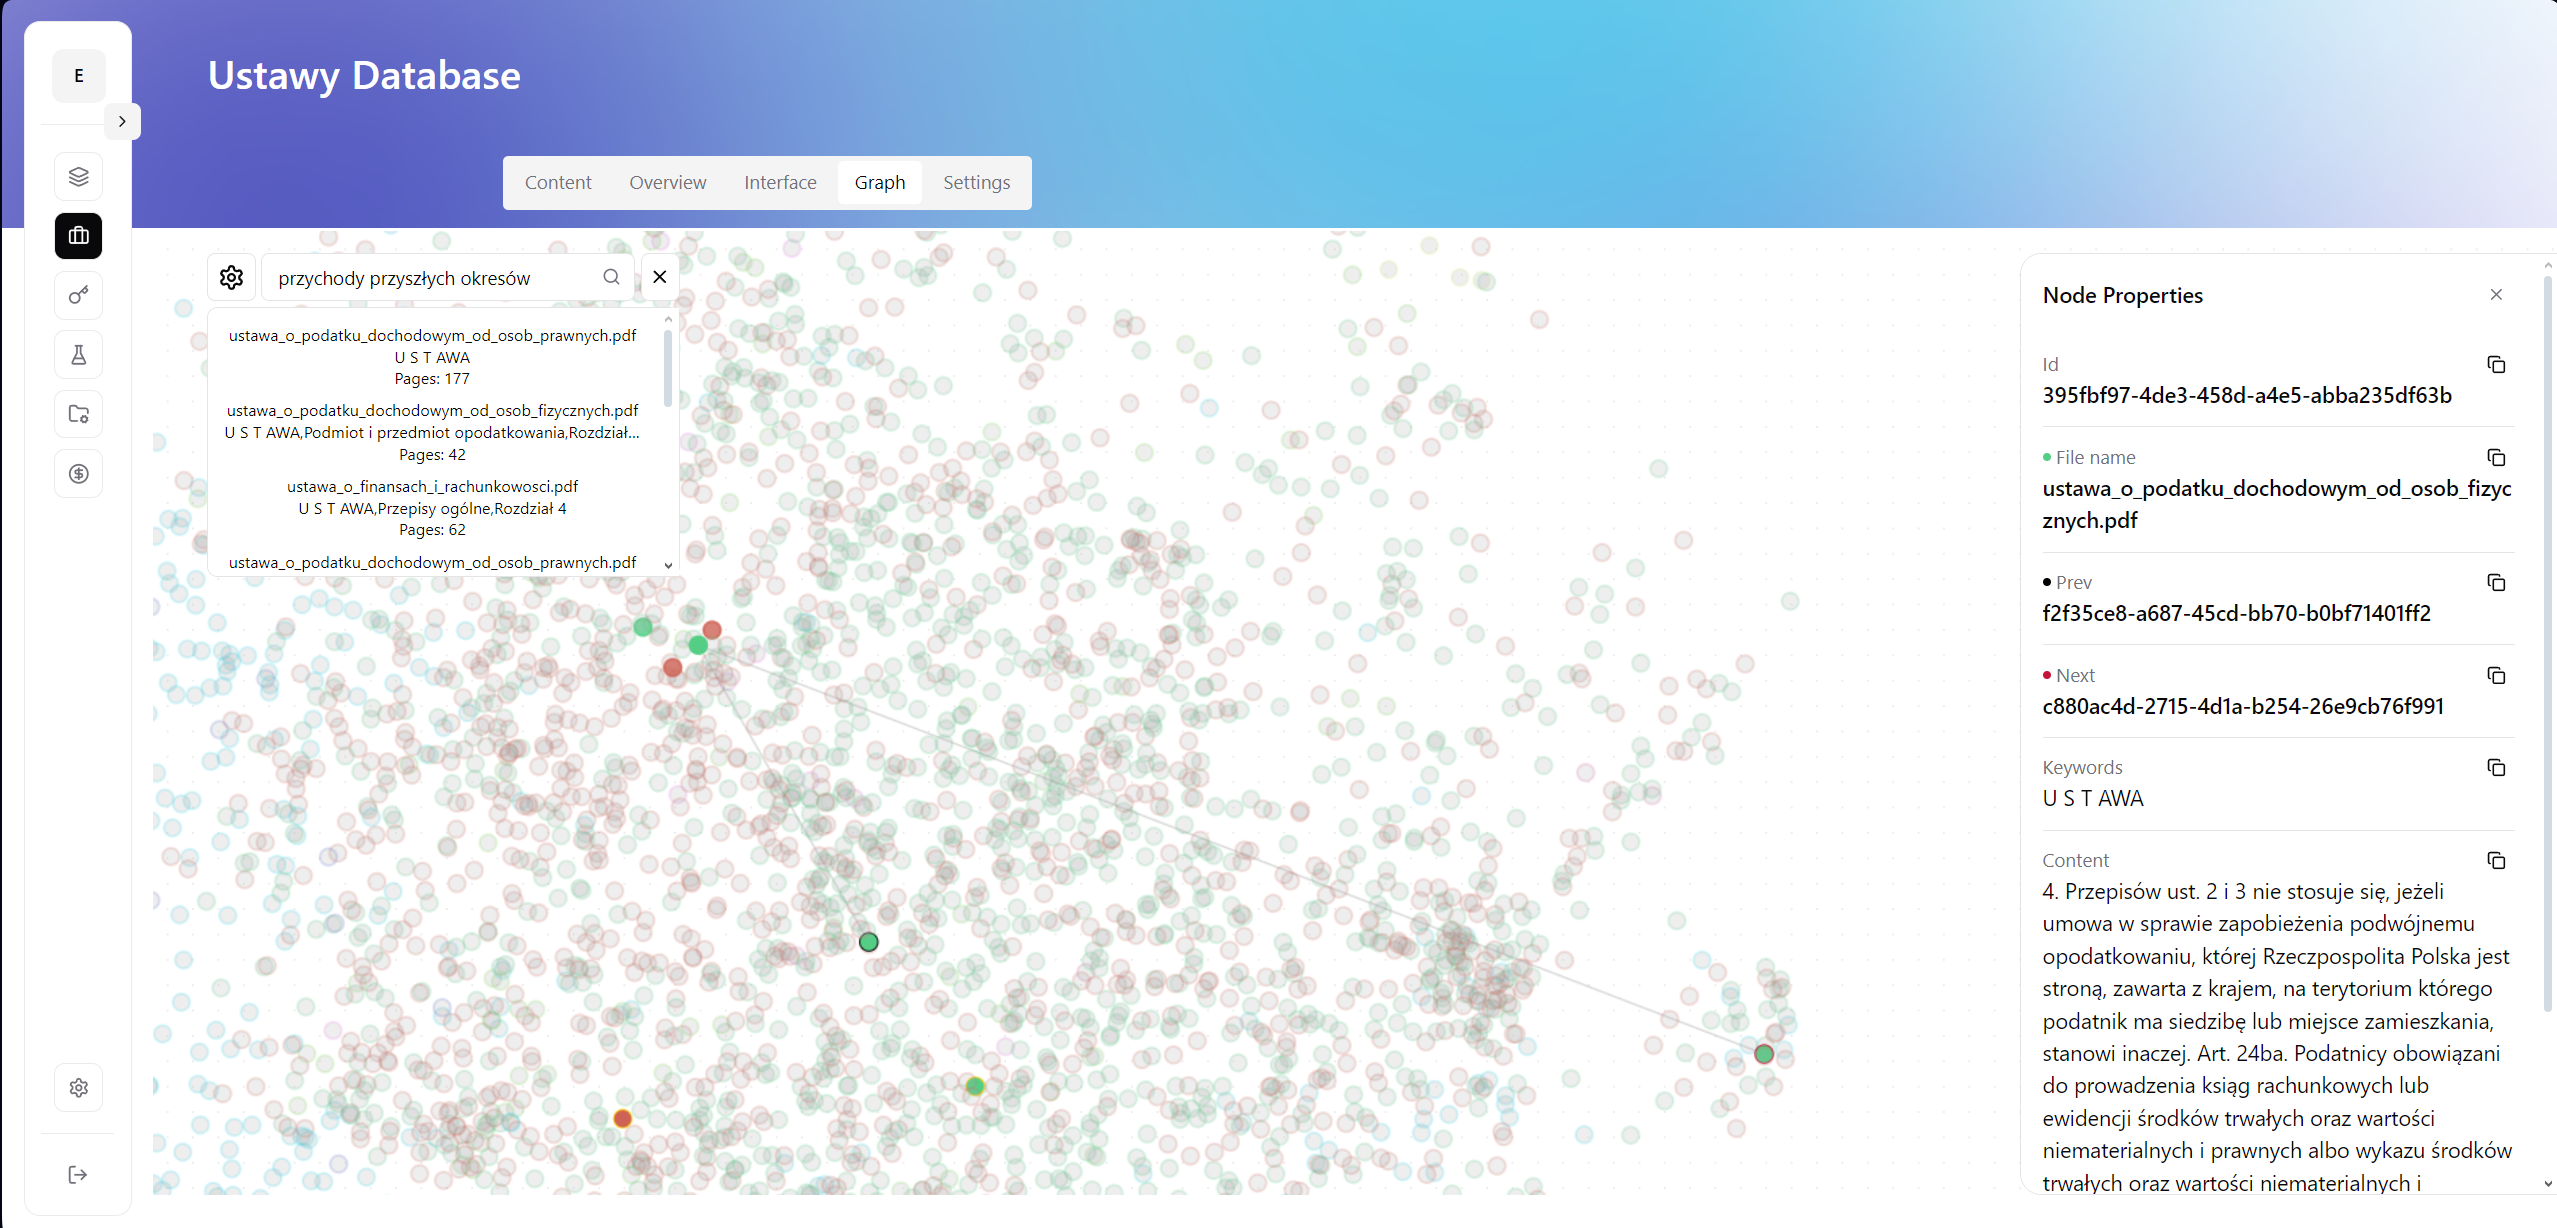 E
Ustawy Database
Content Overview Interface Graph Settings
przychody przyszłych okresów
ustawa_o_podatku_dochodowym_od_osob_prawnych.pdf
U S T AWA
Pages: 177
ustawa_o_podatku_dochodowym_od_osob_fizycznych.pdf
U S T AWA,Podmiot i przedmiot opodatkowania,Rozdział...
Pages: 42
ustawa_o_finansach_i_rachunkowosci.pdf
U S T AWA,Przepisy ogólne,Rozdział 4
Pages: 62
ustawa_o_podatku_dochodowym_od_osob_prawnych.pdf
Node Properties
Id
395fbf97-4de3-458d-a4e5-abba235df63b
File name
ustawa_o_podatku_dochodowym_od_osob_fizyc
znych.pdf
Prev
f2f35ce8-a687-45cd-bb70-b0bf71401ff2
Next
c880ac4d-2715-4d1a-b254-26e9cb76f991
Keywords
U S T AWA
Content
4. Przepisów ust. 2 i 3 nie stosuje się, jeżeli
umowa w sprawie zapobieżenia podwójnemu
opodatkowaniu, której Rzeczpospolita Polska jest
stroną, zawarta z krajem, na terytorium którego
podatnik ma siedzibę lub miejsce zamieszkania,
stanowi inaczej. Art. 24ba. Podatnicy obowiązani
do prowadzenia ksiąg rachunkowych lub
ewidencji środków trwałych oraz wartości
niematerialnych i prawnych albo wykazu środków
trwałych oraz wartości niematerialnych i